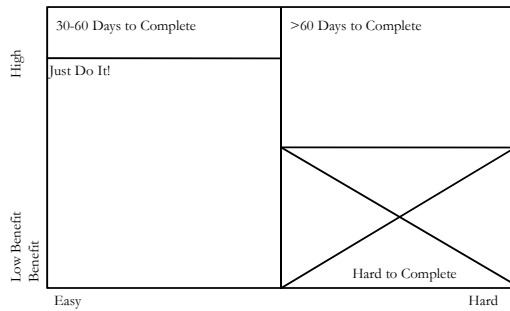 30-60 Days to Complete
>60 Days to Complete
High
Just Do It!
Low Benefit
Benefit
Hard to Complete
Easy
Hard